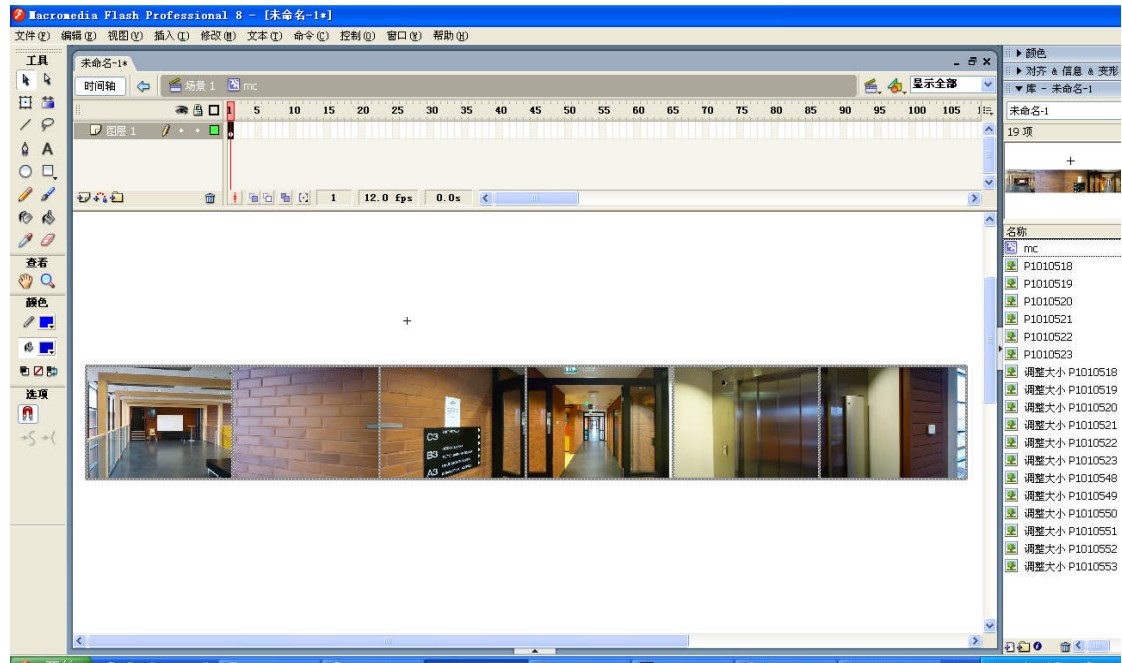 Macromedia Flash Professional 8 - [未命名-1*]
文件(F) 编辑(E) 视图(V) 插入(I) 修改(M) 文本(T) 命令(C) 控制(O) 窗口(W) 帮助(H)
工具
查看
颜色
选项
未命名-1*
时间轴 场景 1 mc 显示全部
1 5 10 15 20 25 30 35 40 45 50 55 60 65 70 75 80 85 90 95 100 105
图层 1
1 12.0 fps 0.0s
C3
B3
A3
颜色
对齐 & 信息 & 变形
库 - 未命名-1
未命名-1
19 项
名称
mc
P1010518
P1010519
P1010520
P1010521
P1010522
P1010523
调整大小 P1010518
调整大小 P1010519
调整大小 P1010520
调整大小 P1010521
调整大小 P1010522
调整大小 P1010523
调整大小 P1010548
调整大小 P1010549
调整大小 P1010550
调整大小 P1010551
调整大小 P1010552
调整大小 P1010553